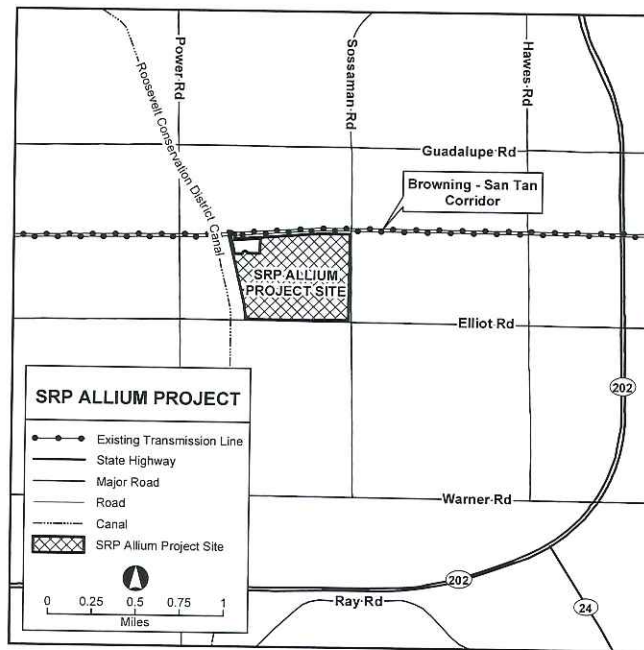 Power Rd
Sossaman Rd
Hawes Rd
Roosevelt Conservation District Canal
Guadalupe Rd
Browning - San Tan
Corridor
SRP ALLIUM
PROJECT SITE
Elliot Rd
202
SRP ALLIUM PROJECT
Existing Transmission Line
State Highway
Major Road
Road
Canal
SRP Allium Project Site
0 0.25 0.5 0.75 1
Miles
Warner Rd
202
Ray Rd
24